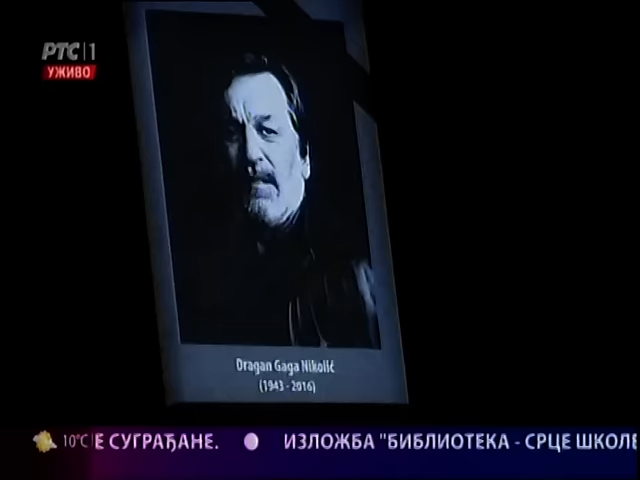 РТС|1
УЖИВО
Dragan Gaga Nikolić
(1943 - 2016)
10°C Е СУГРАЂАНЕ. ИЗЛОЖБА "БИБЛИОТЕКА - СРЦЕ ШКОЛЕ